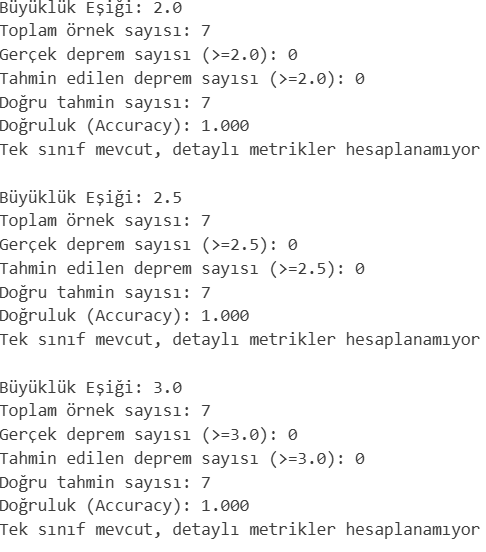 Büyüklük Eşiği: 2.0
Toplam örnek sayısı: 7
Gerçek deprem sayısı (>=2.0): 0
Tahmin edilen deprem sayısı (>=2.0): 0
Doğru tahmin sayısı: 7
Doğruluk (Accuracy): 1.000
Tek sınıf mevcut, detaylı metrikler hesaplanamıyor
Büyüklük Eşiği: 2.5
Toplam örnek sayısı: 7
Gerçek deprem sayısı (>=2.5): 0
Tahmin edilen deprem sayısı (>=2.5): 0
Doğru tahmin sayısı: 7
Doğruluk (Accuracy): 1.000
Tek sınıf mevcut, detaylı metrikler hesaplanamıyor
Büyüklük Eşiği: 3.0
Toplam örnek sayısı: 7
Gerçek deprem sayısı (>=3.0): 0
Tahmin edilen deprem sayısı (>=3.0): 0
Doğru tahmin sayısı: 7
Doğruluk (Accuracy): 1.000
Tek sınıf mevcut, detaylı metrikler hesaplanamıyor